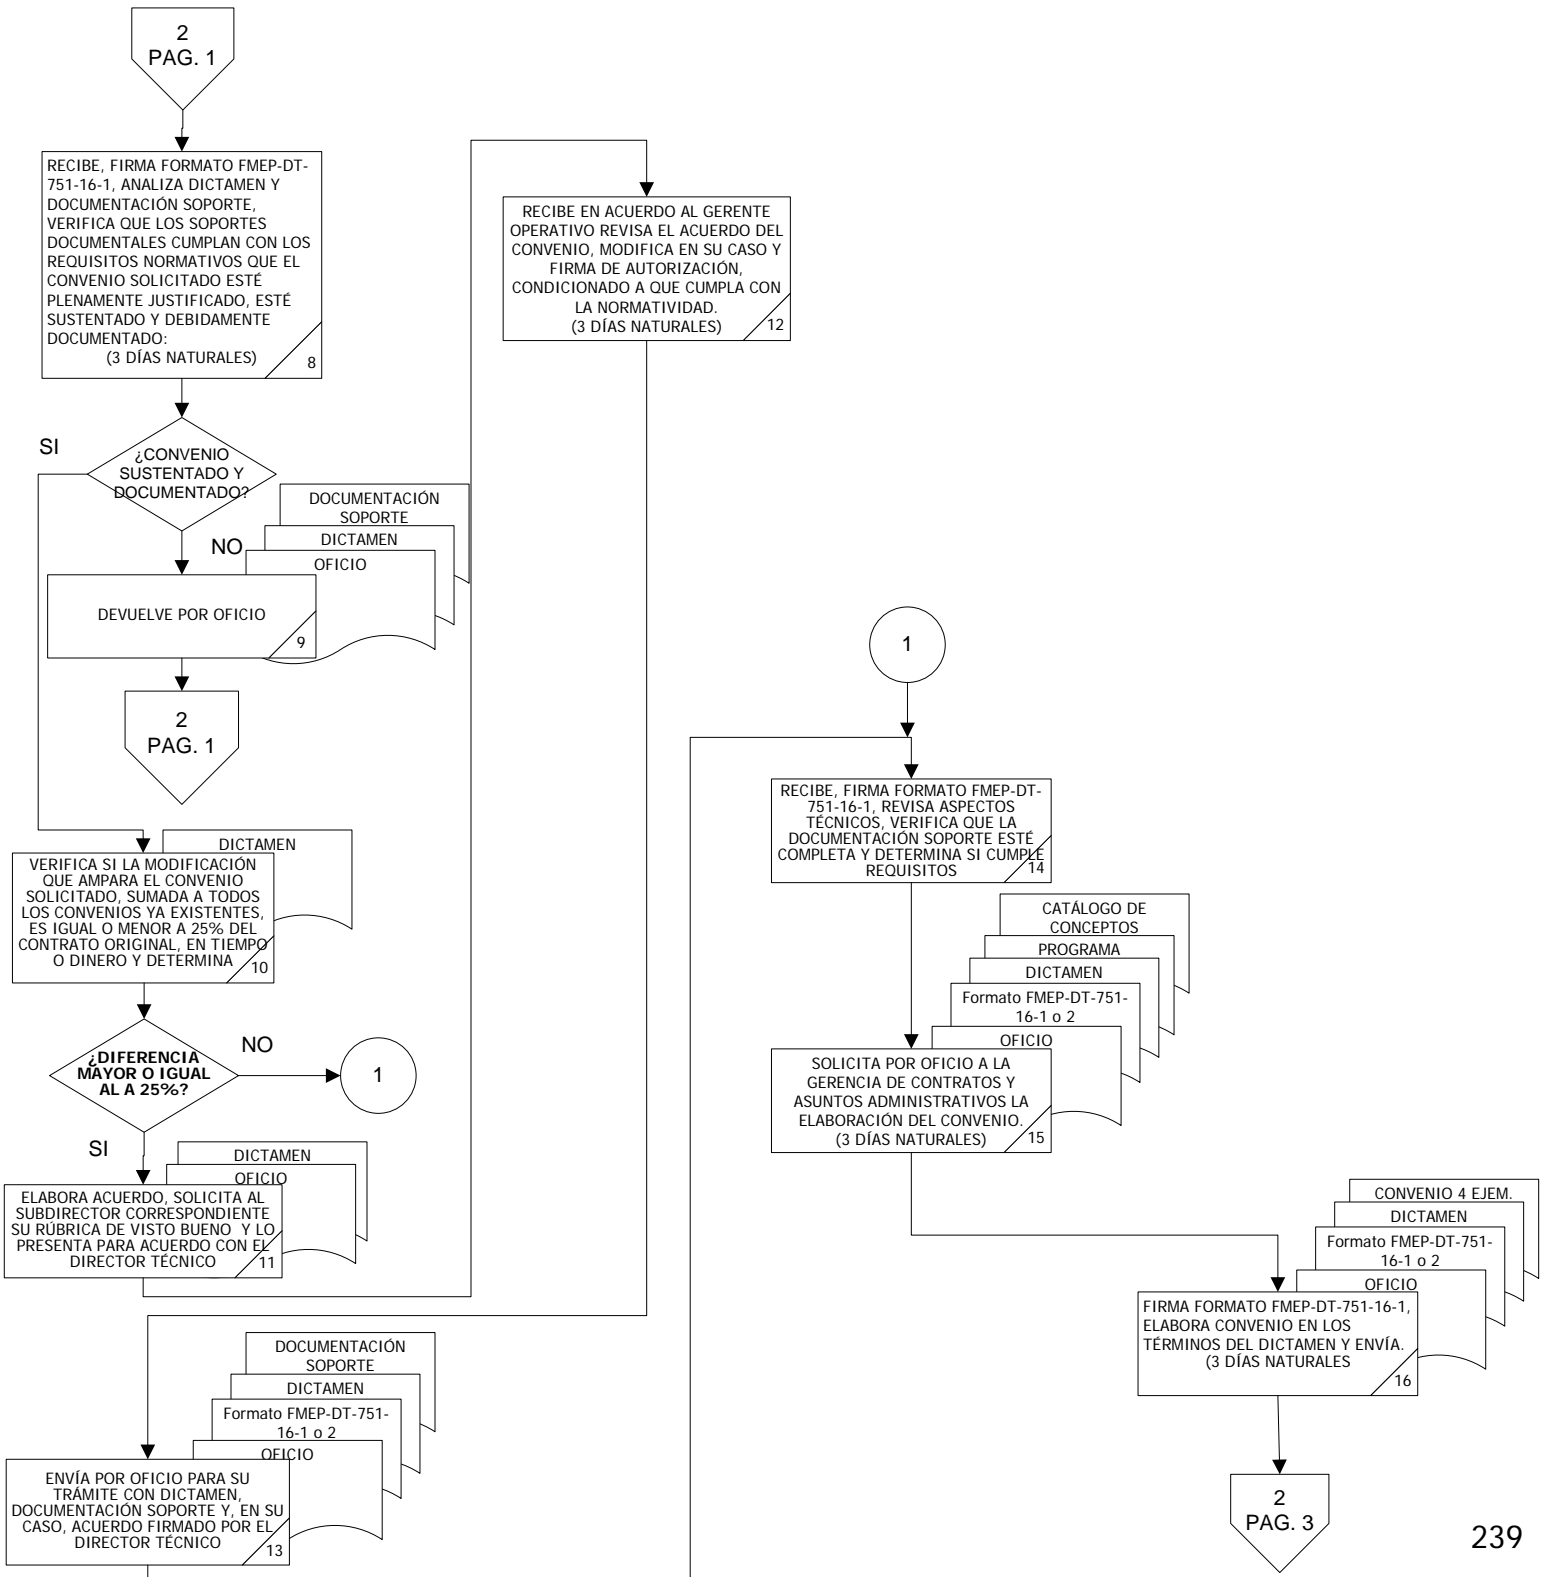 2
PAG. 1
RECIBE, FIRMA FORMATO FMEP-DT-
751-16-1, ANALIZA DICTAMEN Y
DOCUMENTACIÓN SOPORTE,
VERIFICA QUE LOS SOPORTES
DOCUMENTALES CUMPLAN CON LOS
REQUISITOS NORMATIVOS QUE EL
CONVENIO SOLICITADO ESTÉ
PLENAMENTE JUSTIFICADO, ESTÉ
SUSTENTADO Y DEBIDAMENTE
DOCUMENTADO:
(3 DÍAS NATURALES)
8
SI
¿CONVENIO
SUSTENTADO Y
DOCUMENTADO?
NO
DOCUMENTACIÓN
SOPORTE
DICTAMEN
OFICIO
DEVUELVE POR OFICIO
9
2
PAG. 1
DICTAMEN
VERIFICA SI LA MODIFICACIÓN
QUE AMPARA EL CONVENIO
SOLICITADO, SUMADA A TODOS
LOS CONVENIOS YA EXISTENTES,
ES IGUAL O MENOR A 25% DEL
CONTRATO ORIGINAL, EN TIEMPO
O DINERO Y DETERMINA
10
¿DIFERENCIA
MAYOR O IGUAL
AL A 25%?
NO
1
SI
DICTAMEN
OFICIO
ELABORA ACUERDO, SOLICITA AL
SUBDIRECTOR CORRESPONDIENTE
SU RÚBRICA DE VISTO BUENO Y LO
PRESENTA PARA ACUERDO CON EL
DIRECTOR TÉCNICO
11
RECIBE EN ACUERDO AL GERENTE
OPERATIVO REVISA EL ACUERDO DEL
CONVENIO, MODIFICA EN SU CASO Y
FIRMA DE AUTORIZACIÓN,
CONDICIONADO A QUE CUMPLA CON
LA NORMATIVIDAD.
(3 DÍAS NATURALES)
12
DOCUMENTACIÓN
SOPORTE
DICTAMEN
Formato FMEP-DT-751-
16-1 o 2
OFICIO
ENVÍA POR OFICIO PARA SU
TRÁMITE CON DICTAMEN,
DOCUMENTACIÓN SOPORTE Y, EN SU
CASO, ACUERDO FIRMADO POR EL
DIRECTOR TÉCNICO
13
1
RECIBE, FIRMA FORMATO FMEP-DT-
751-16-1, REVISA ASPECTOS
TÉCNICOS, VERIFICA QUE LA
DOCUMENTACIÓN SOPORTE ESTÉ
COMPLETA Y DETERMINA SI CUMPLE
REQUISITOS
14
CATÁLOGO DE
CONCEPTOS
PROGRAMA
DICTAMEN
Formato FMEP-DT-751-
16-1 o 2
OFICIO
SOLICITA POR OFICIO A LA
GERENCIA DE CONTRATOS Y
ASUNTOS ADMINISTRATIVOS LA
ELABORACIÓN DEL CONVENIO.
(3 DÍAS NATURALES)
15
CONVENIO 4 EJEM.
DICTAMEN
Formato FMEP-DT-751-
16-1 o 2
OFICIO
FIRMA FORMATO FMEP-DT-751-16-1,
ELABORA CONVENIO EN LOS
TÉRMINOS DEL DICTAMEN Y ENVÍA.
(3 DÍAS NATURALES
16
2
PAG. 3
239